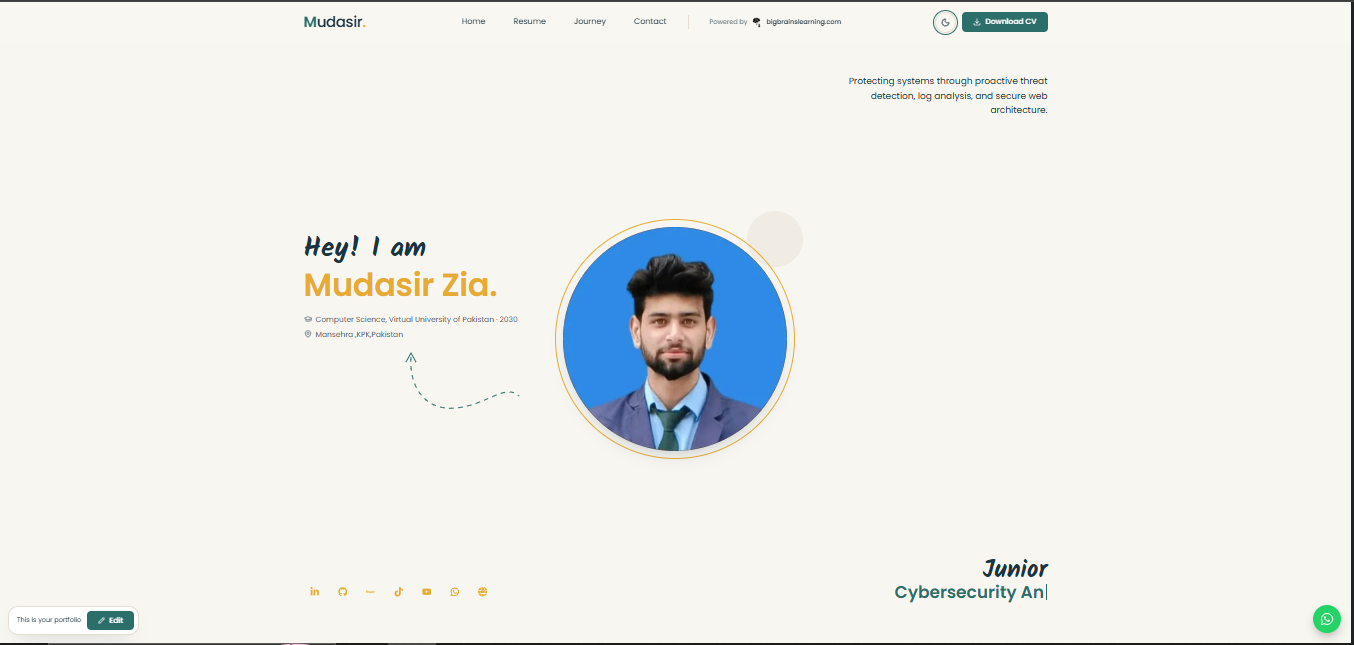 Mudasir.
Home Resume Journey Contact Powered by bigbrainslearning.com Download CV
Protecting systems through proactive threat
detection, log analysis, and secure web
architecture.
Hey! I am
Mudasir Zia.
Computer Science, Virtual University of Pakistan · 2030
Mansehra ,KPK,Pakistan
Junior
Cybersecurity An
This is your portfolio Edit